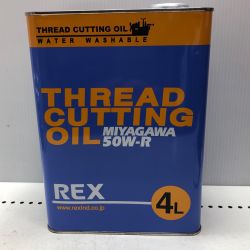 THREAD CUTTING OIL
WATER WASHABLE
THREAD
CUTTING
OIL MIYAGAWA
50W-R
REX
www.rexind.co.jp
4L